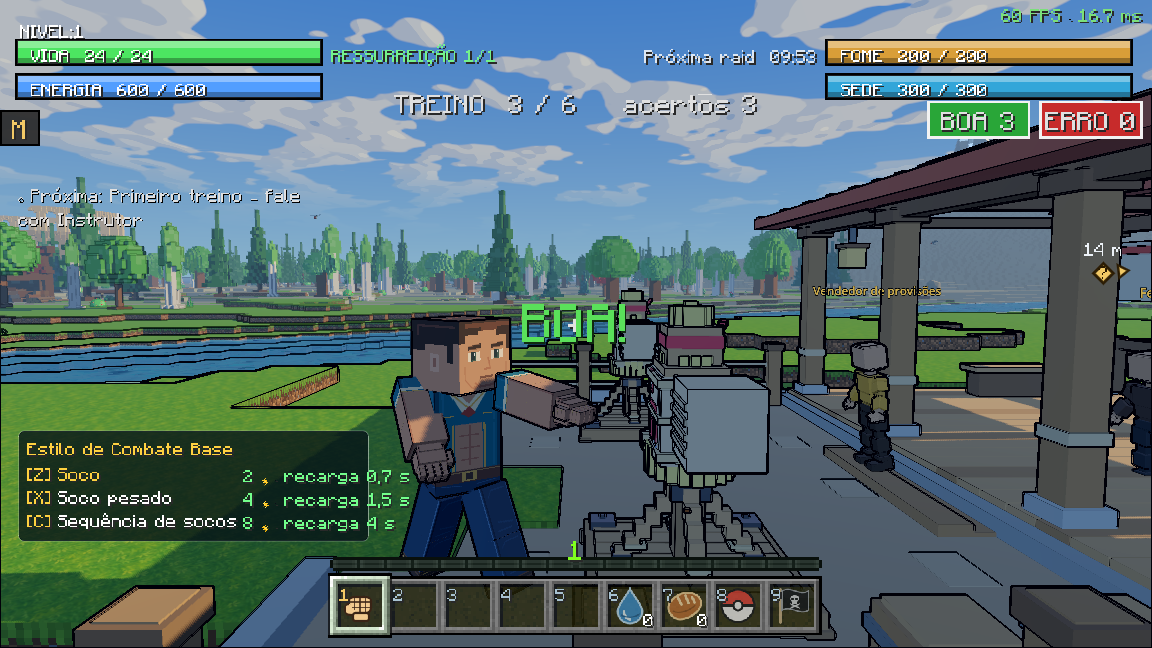 60 FPS . 16.7 ms
NIVEL:1
VIDA 24 / 24
RESSURREIÇÃO 1/1
Próxima raid 09:53
FOME 200 / 200
ENERGIA 600 / 600
SEDE 300 / 300
TREINO 3 / 6 acertos 3
BOA 3
ERRO 0
M
Próxima: Primeiro treino - fale
com Instrutor
14 m
Vendedor de provisões
BOA!
Estilo de Combate Base
[Z] Soco 2 recarga 0,7 s
[X] Soco pesado 4 recarga 1,5 s
[C] Sequência de socos 8 recarga 4 s
1
1 2 3 4 5 6 7 8 9
0 0